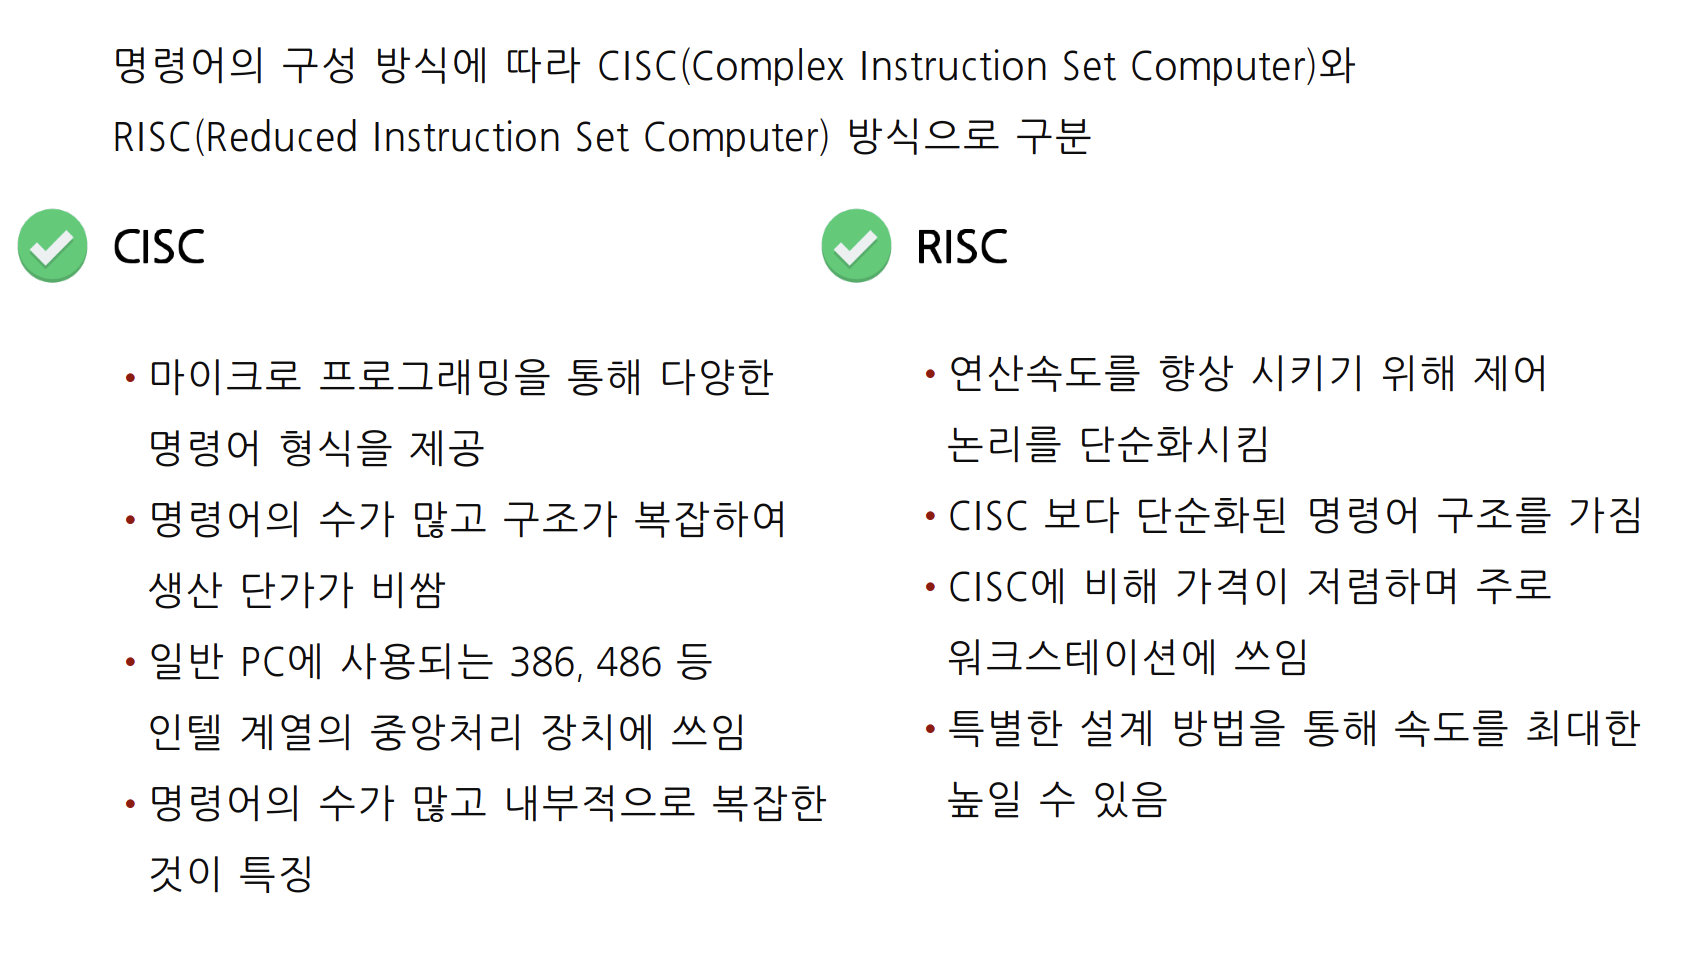 명령어의 구성 방식에 따라 CISC(Complex Instruction Set Computer)와
RISC(Reduced Instruction Set Computer) 방식으로 구분
CISC
• 마이크로 프로그래밍을 통해 다양한
명령어 형식을 제공
• 명령어의 수가 많고 구조가 복잡하여
생산 단가가 비쌈
• 일반 PC에 사용되는 386, 486 등
인텔 계열의 중앙처리 장치에 쓰임
• 명령어의 수가 많고 내부적으로 복잡한
것이 특징
RISC
• 연산속도를 향상 시키기 위해 제어
논리를 단순화시킴
• CISC 보다 단순화된 명령어 구조를 가짐
• CISC에 비해 가격이 저렴하며 주로
워크스테이션에 쓰임
• 특별한 설계 방법을 통해 속도를 최대한
높일 수 있음